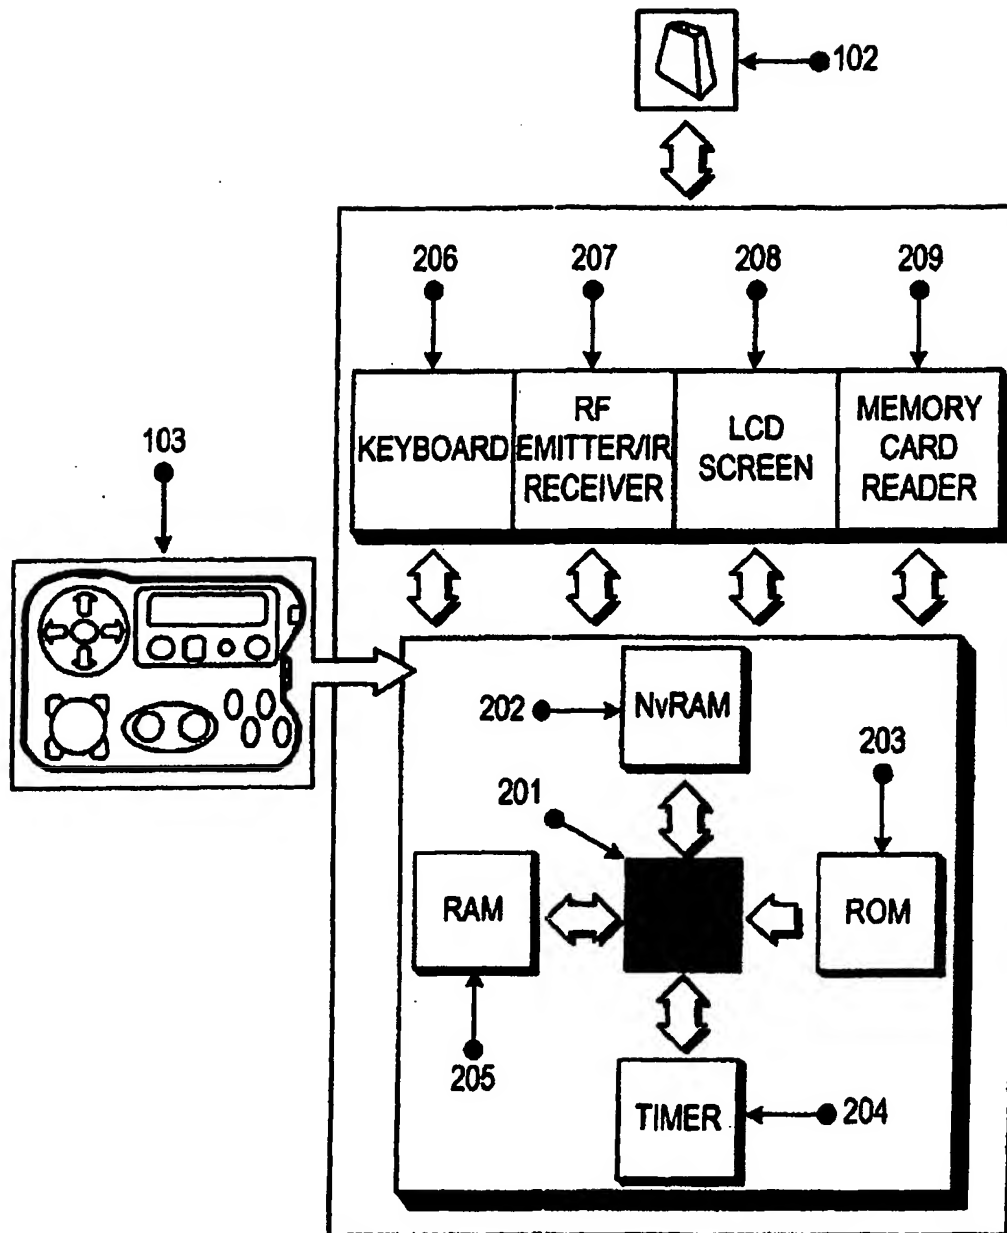 102
206
207
208
209
KEYBOARD
RF
EMITTER/IR
RECEIVER
LCD
SCREEN
MEMORY
CARD
READER
103
202
NvRAM
203
201
RAM
ROM
205
TIMER
204